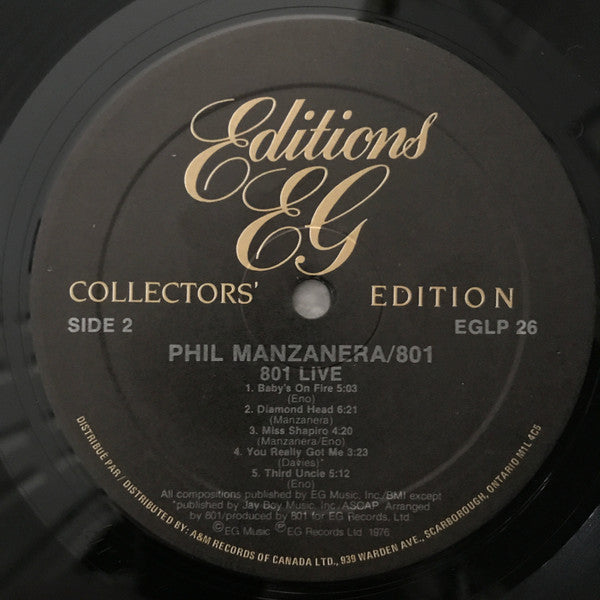 Editions
EG
COLLECTORS' EDITION
SIDE 2 EGLP 26
PHIL MANZANERA/801
801 LIVE
1. Baby's On Fire 5:03
(Eno)
2. Diamond Head 6:21
(Manzanera)
3. Miss Shapiro 4:20
(Manzanera/Eno)
4. You Really Got Me 3:23
(Davies)*
5. Third Uncle 5:12
(Eno)
All compositions published by EG Music, Inc./BMI except
*published by Jay Boy Music Inc./ASCAP Arranged
by 801/produced by 801 for EG Records, Ltd.
©EG Music ℗EG Records Ltd 1976
DISTRIBUE PAR / DISTRIBUTED BY: A&M RECORDS OF CANADA LTD., 939 WARDEN AVE., SCARBOROUGH, ONTARIO M1L 4C5